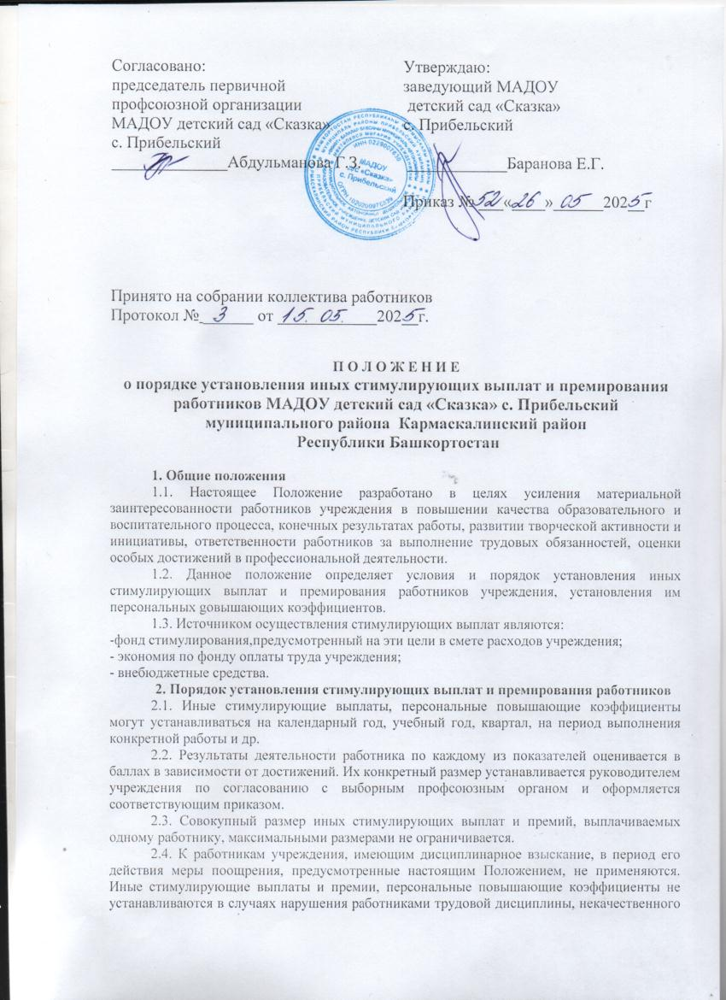 Согласовано:
председатель первичной
профсоюзной организации
МАДОУ детский сад «Сказка»
с. Прибельский
______________Абдульманова Г.З.
Утверждаю:
заведующий МАДОУ
детский сад «Сказка»
с. Прибельский
____________Баранова Е.Г.
Приказ № 52 «26» 05 2025г
ИНН 0229007630
МАДОУ
д/с «Сказка»
с. Прибельский
Принято на собрании коллектива работников
Протокол № 3 от 15. 05. 2025г.
П О Л О Ж Е Н И Е
о порядке установления иных стимулирующих выплат и премирования
работников МАДОУ детский сад «Сказка» с. Прибельский
муниципального района Кармаскалинский район
Республики Башкортостан
1. Общие положения
1.1. Настоящее Положение разработано в целях усиления материальной
заинтересованности работников учреждения в повышении качества образовательного и
воспитательного процесса, конечных результатах работы, развитии творческой активности и
инициативы, ответственности работников за выполнение трудовых обязанностей, оценки
особых достижений в профессиональной деятельности.
1.2. Данное положение определяет условия и порядок установления иных
стимулирующих выплат и премирования работников учреждения, установления им
персональных gовышающих коэффициентов.
1.3. Источником осуществления стимулирующих выплат являются:
-фонд стимулирования,предусмотренный на эти цели в смете расходов учреждения;
- экономия по фонду оплаты труда учреждения;
- внебюджетные средства.
2. Порядок установления стимулирующих выплат и премирования работников
2.1. Иные стимулирующие выплаты, персональные повышающие коэффициенты
могут устанавливаться на календарный год, учебный год, квартал, на период выполнения
конкретной работы и др.
2.2. Результаты деятельности работника по каждому из показателей оценивается в
баллах в зависимости от достижений. Их конкретный размер устанавливается руководителем
учреждения по согласованию с выборным профсоюзным органом и оформляется
соответствующим приказом.
2.3. Совокупный размер иных стимулирующих выплат и премий, выплачиваемых
одному работнику, максимальными размерами не ограничивается.
2.4. К работникам учреждения, имеющим дисциплинарное взыскание, в период его
действия меры поощрения, предусмотренные настоящим Положением, не применяются.
Иные стимулирующие выплаты и премии, персональные повышающие коэффициенты не
устанавливаются в случаях нарушения работниками трудовой дисциплины, некачественного